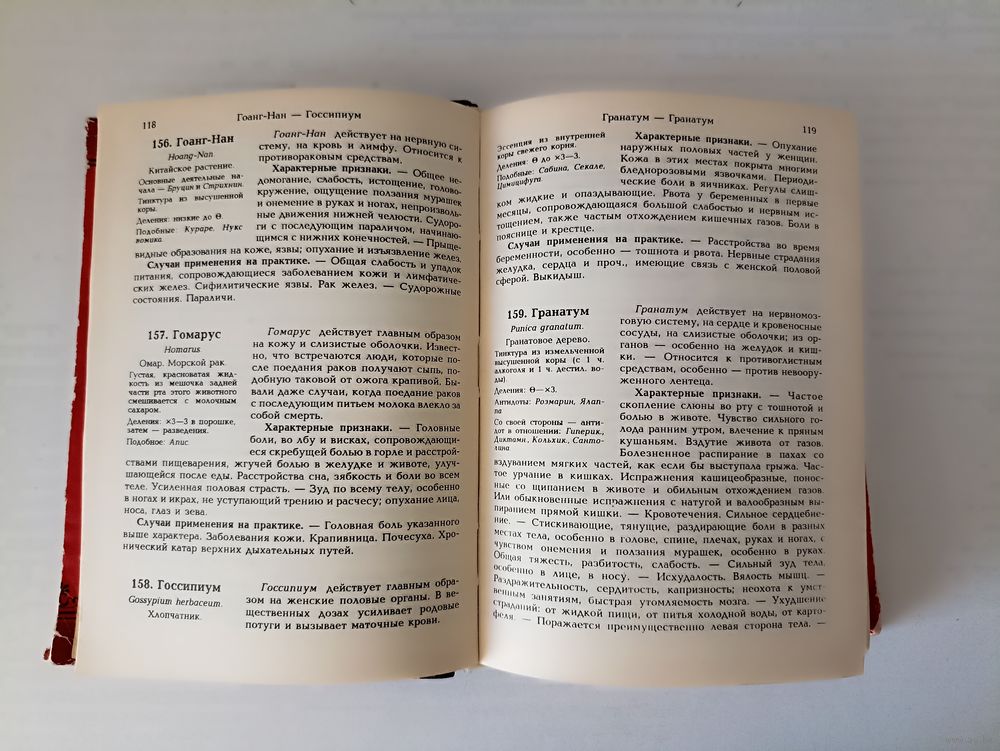 118
Гоанг-Нан — Госсипиум
156. Гоанг-Нан
Hoang-Nan
Китайское растение.
Основные деятельные на-
чала — Бруцин и Стрихнин.
Тинктура из высушенной
коры.
Деления: низкие до Θ.
Подобные: Кураре. Нукс
вомика.
Гоанг-Нан действует на нервную си-
стему, на кровь и лимфу. Относится к
противораковым средствам.
Характерные признаки. — Общее не-
домогание, слабость, истощение, голово-
кружение, ощущение ползания мурашек
и онемение в руках и ногах, непроизволь-
ные движения нижней челюсти. Судоро-
ги с последующим параличом, начинаю-
щимся с нижних конечностей. — Прыще-
видные образования на коже, язвы; опухание и изъязвление желез.
Случаи применения на практике. — Общая слабость и упадок
питания, сопровождающиеся заболеванием кожи и лимфатиче-
ских желез. Сифилитические язвы. Рак желез. — Судорожные
состояния. Параличи.
157. Гомарус
Homarus
Омар. Морской рак.
Густая, красноватая жид-
кость из мешочка задней
части рта этого животного
смешивается с молочным
сахаром.
Деления: ×3—3 в порошке,
затем — разведения.
Подобное: Апис.
Гомарус действует главным образом
на кожу и слизистые оболочки. Извест-
но, что встречаются люди, которые по-
сле поедания раков получают сыпь, по-
добную таковой от ожога крапивой. Бы-
вали даже случаи, когда поедание раков
с последующим питьем молока влекло за
собой смерть.
Характерные признаки. — Головные
боли, во лбу и висках, сопровождающи-
еся скребущей болью в горле и расстрой-
ствами пищеварения, жгучей болью в желудке и животе, улуч-
шающейся после еды. Расстройства сна, зябкость и боли во всем
теле. Усиленная половая страсть. — Зуд по всему телу, особенно
в ногах и икрах, не уступающий трению и расчесу; опухание лица,
носа, глаз и зева.
Случаи применения на практике. — Головная боль указанного
выше характера. Заболевания кожи. Крапивница. Почесуха. Хро-
нический катар верхних дыхательных путей.
158. Госсипиум
Gossypium herbaceum.
Хлопчатник.
Госсипиум действует главным обра-
зом на женские половые органы. В ве-
щественных дозах усиливает родовые
потуги и вызывает маточные крови.
Гранатум — Гранатум
119
Эссенция из внутренней
коры свежего корня.
Деления: Θ до ×3—3.
Подобные: Сабина, Секале,
Цимицифуга.
Характерные признаки. — Опухание
наружных половых частей у женщин.
Кожа в этих местах покрыта многими
бледнорозовыми язвочками. Периоди-
ческие боли в яичниках. Регулы слиш-
ком жидкие и опаздывающие. Рвота у беременных в первые
месяцы, сопровождающаяся большой слабостью и нервным ис-
тощением, также частым отхождением кишечных газов. Боли в
пояснице и крестце.
Случаи применения на практике. — Расстройства во время
беременности, особенно — тошнота и рвота. Нервные страдания
желудка, сердца и проч., имеющие связь с женской половой
сферой. Выкидыш.
159. Гранатум
Punica granatum.
Гранатовое дерево.
Тинктура из измельченной
высушенной коры (с 1 ч.
алкоголя и 1 ч. дестил. во-
ды).
Деления: Θ—×3.
Антидоты: Розмарин, Ялап-
па
Со своей стороны — анти-
дот в отношении: Гиперик.,
Диктамн., Кольхик., Санто-
лина.
Гранатум действует на нервномоз-
говую систему, на сердце и кровеносные
сосуды, на слизистые оболочки; из ор-
ганов — особенно на желудок и киш-
ки. — Относится к противоглистным
средствам, особенно — против невоору-
женного лентеца.
Характерные признаки. — Частое
скопление слюны во рту с тошнотой и
болью в животе. Чувство сильного го-
лода ранним утром, влечение к пряным
кушаньям. Вздутие живота от газов.
Болезненное распирание в пахах со
вздуванием мягких частей, как если бы выступала грыжа. Час-
тое урчание в кишках. Испражнения кашицеобразные, понос-
ные со щипанием в животе и обильным отхождением газов.
Или обыкновенные испражнения с натугой и валообразным вы-
пиранием прямой кишки. — Кровотечения. Сильное сердцебие-
ние. — Стискивающие, тянущие, раздирающие боли в разных
местах тела, особенно в голове, спине, плечах, руках и ногах, с
чувством онемения и ползания мурашек, особенно в руках.
Общая тяжесть, разбитость, слабость. — Сильный зуд тела,
особенно в лице, в носу. — Исхудалость. Вялость мышц. —
Раздражительность, сердитость, капризность; неохота к умст-
венным занятиям, быстрая утомляемость мозга. — Ухудшение
страданий: от жидкой пищи, от питья холодной воды, от карто-
феля. — Поражается преимущественно левая сторона тела. —